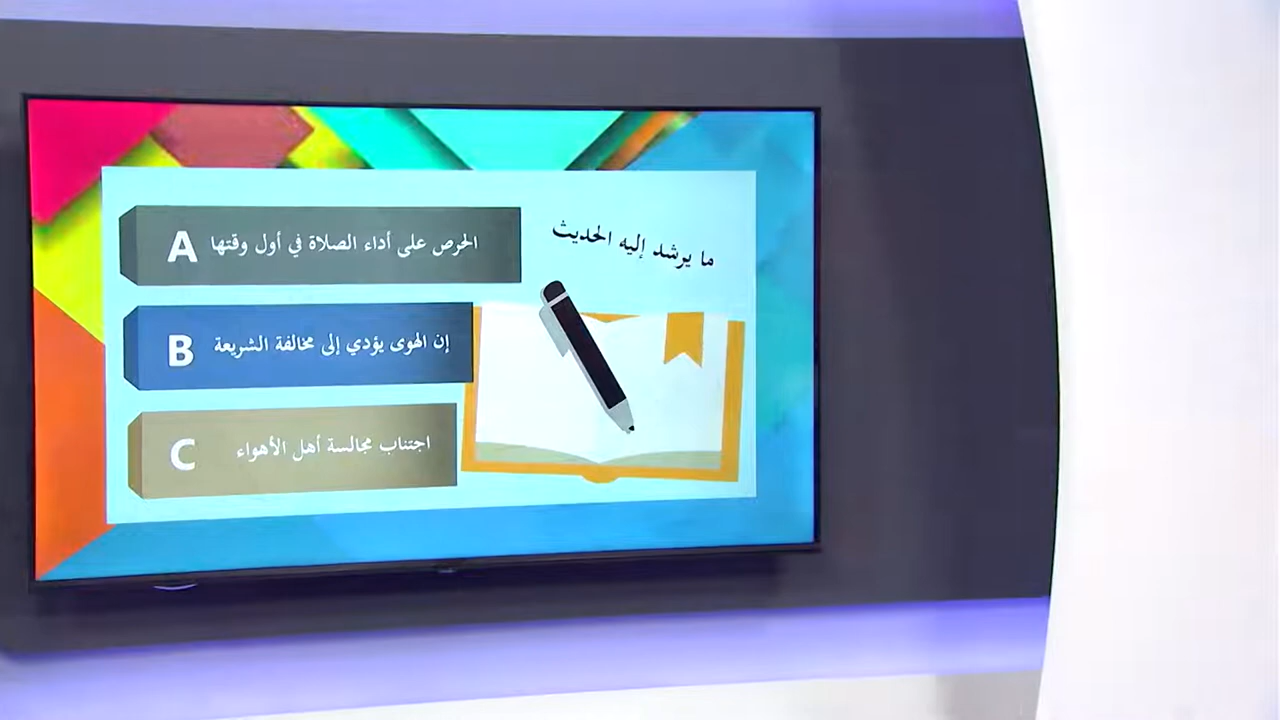 ما يرشد إليه الحديث
A الحرص على أداء الصلاة في أول وقتها
B إن الهوى يؤدي إلى مخالفة الشريعة
C اجتناب مجالسة أهل الأهواء